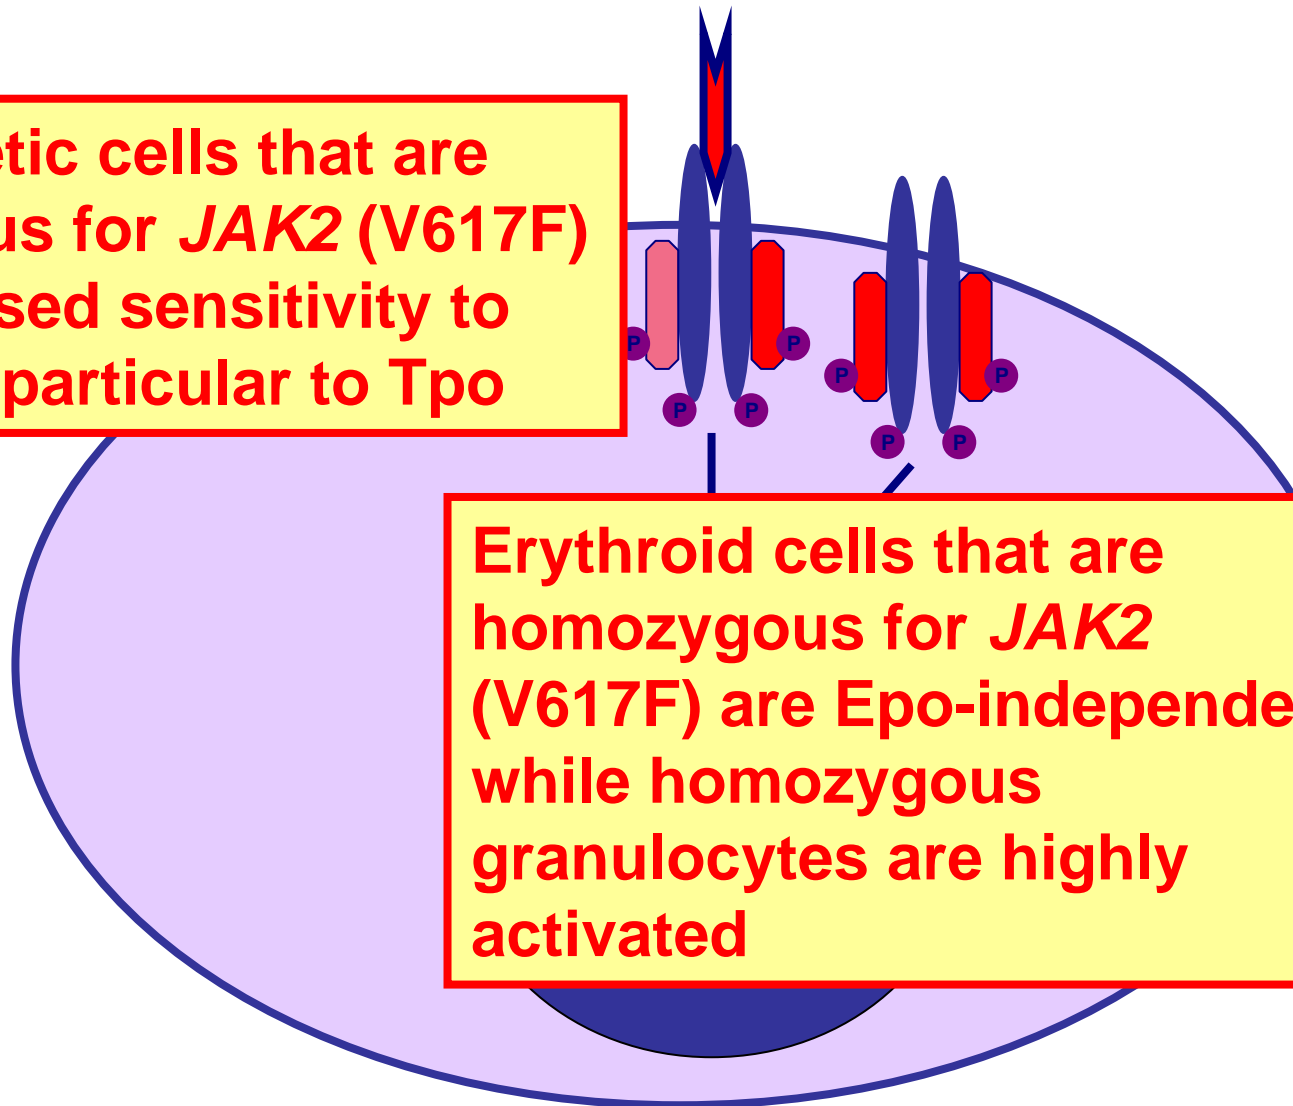 etic cells that are
us for JAK2 (V617F)
sed sensitivity to
particular to Tpo
P
P
P
P
P
P
P
P
Erythroid cells that are
homozygous for JAK2
(V617F) are Epo-independe
while homozygous
granulocytes are highly
activated